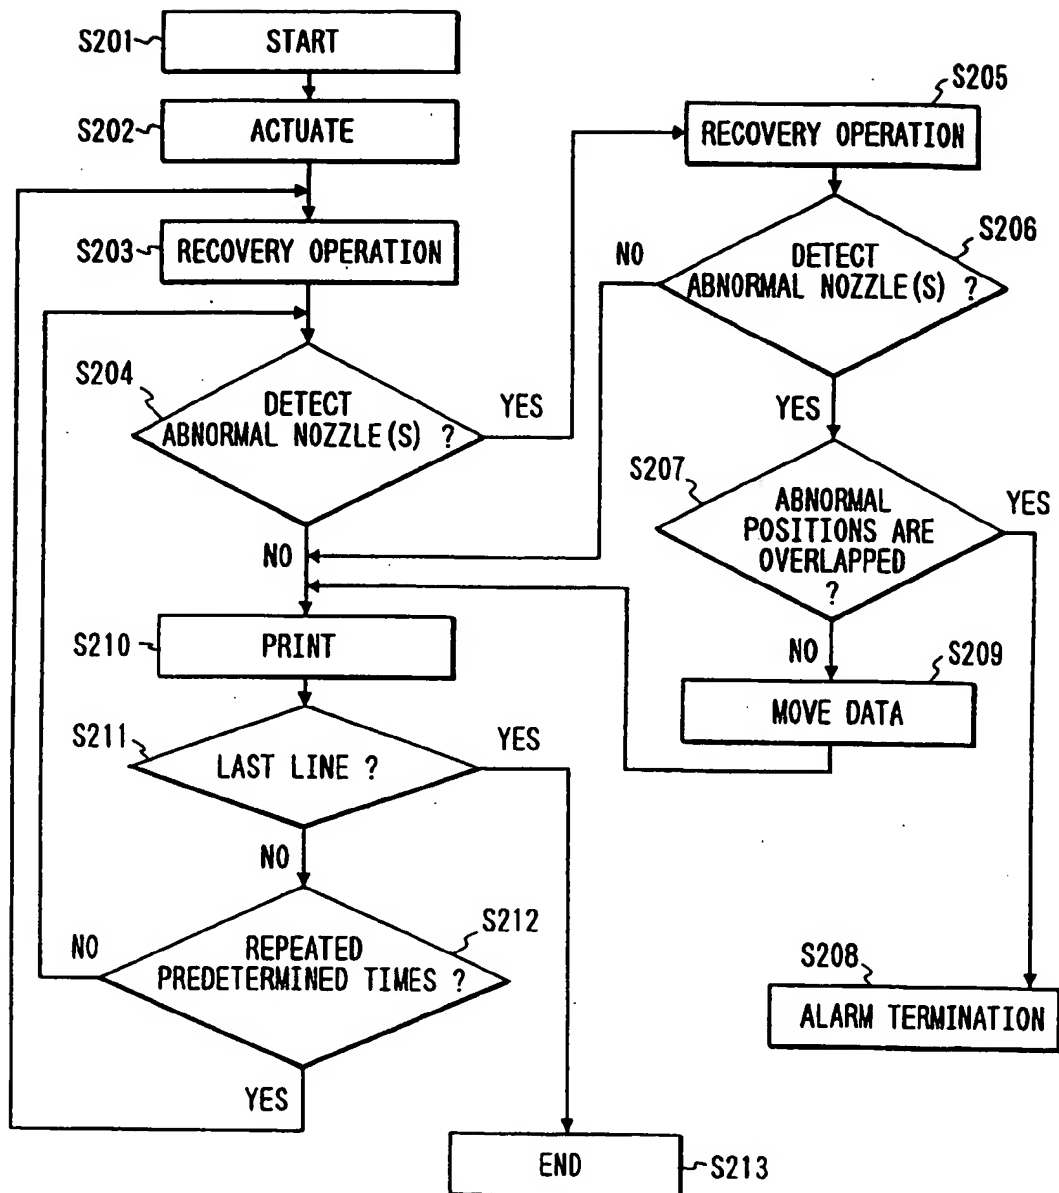 S201
START
S202
ACTUATE
S203
RECOVERY OPERATION
S204
DETECT
ABNORMAL NOZZLE(S) ?
YES
NO
S205
RECOVERY OPERATION
S206
DETECT
ABNORMAL NOZZLE(S) ?
NO
YES
S207
ABNORMAL
POSITIONS ARE
OVERLAPPED
?
YES
NO
S209
MOVE DATA
S208
ALARM TERMINATION
S210
PRINT
S211
LAST LINE ?
YES
NO
S212
REPEATED
PREDETERMINED TIMES ?
NO
YES
END
S213